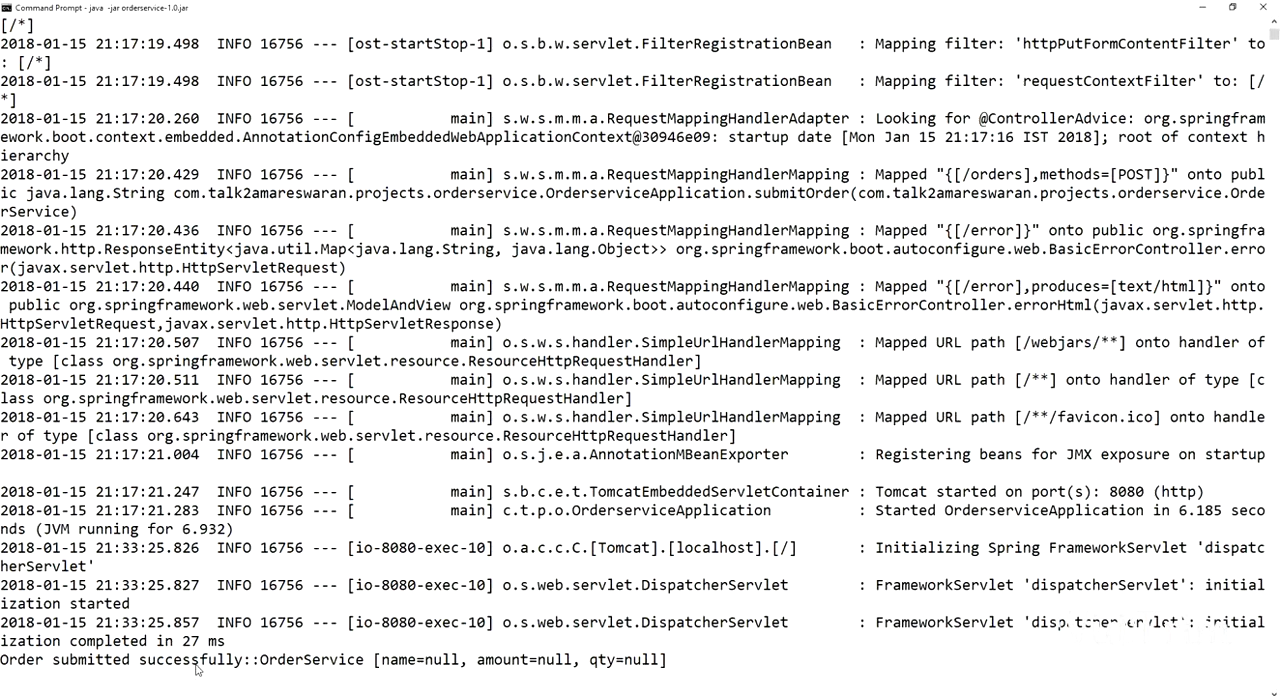 Command Prompt - java -jar orderservice-1.0.jar
[/*]
2018-01-15 21:17:19.498  INFO 16756 --- [ost-startStop-1] o.s.b.w.servlet.FilterRegistrationBean   : Mapping filter: 'httpPutFormContentFilter' to
: [/*]
2018-01-15 21:17:19.498  INFO 16756 --- [ost-startStop-1] o.s.b.w.servlet.FilterRegistrationBean   : Mapping filter: 'requestContextFilter' to: [/
*]
2018-01-15 21:17:20.260  INFO 16756 --- [           main] s.w.s.m.m.a.RequestMappingHandlerAdapter : Looking for @ControllerAdvice: org.springfram
ework.boot.context.embedded.AnnotationConfigEmbeddedWebApplicationContext@30946e09: startup date [Mon Jan 15 21:17:16 IST 2018]; root of context h
ierarchy
2018-01-15 21:17:20.429  INFO 16756 --- [           main] s.w.s.m.m.a.RequestMappingHandlerMapping : Mapped "{[/orders],methods=[POST]}" onto publ
ic java.lang.String com.talk2amareswaran.projects.orderservice.OrderserviceApplication.submitOrder(com.talk2amareswaran.projects.orderservice.Orde
rService)
2018-01-15 21:17:20.436  INFO 16756 --- [           main] s.w.s.m.m.a.RequestMappingHandlerMapping : Mapped "{[/error]}" onto public org.springfra
mework.http.ResponseEntity<java.util.Map<java.lang.String, java.lang.Object>> org.springframework.boot.autoconfigure.web.BasicErrorController.erro
r(javax.servlet.http.HttpServletRequest)
2018-01-15 21:17:20.440  INFO 16756 --- [           main] s.w.s.m.m.a.RequestMappingHandlerMapping : Mapped "{[/error],produces=[text/html]}" onto
 public org.springframework.web.servlet.ModelAndView org.springframework.boot.autoconfigure.web.BasicErrorController.errorHtml(javax.servlet.http.
HttpServletRequest,javax.servlet.http.HttpServletResponse)
2018-01-15 21:17:20.507  INFO 16756 --- [           main] o.s.w.s.handler.SimpleUrlHandlerMapping  : Mapped URL path [/webjars/**] onto handler of
 type [class org.springframework.web.servlet.resource.ResourceHttpRequestHandler]
2018-01-15 21:17:20.511  INFO 16756 --- [           main] o.s.w.s.handler.SimpleUrlHandlerMapping  : Mapped URL path [/**] onto handler of type [c
lass org.springframework.web.servlet.resource.ResourceHttpRequestHandler]
2018-01-15 21:17:20.643  INFO 16756 --- [           main] o.s.w.s.handler.SimpleUrlHandlerMapping  : Mapped URL path [/**/favicon.ico] onto handle
r of type [class org.springframework.web.servlet.resource.ResourceHttpRequestHandler]
2018-01-15 21:17:21.004  INFO 16756 --- [           main] o.s.j.e.a.AnnotationMBeanExporter        : Registering beans for JMX exposure on startup
2018-01-15 21:17:21.247  INFO 16756 --- [           main] s.b.c.e.t.TomcatEmbeddedServletContainer : Tomcat started on port(s): 8080 (http)
2018-01-15 21:17:21.283  INFO 16756 --- [           main] c.t.p.o.OrderserviceApplication          : Started OrderserviceApplication in 6.185 seco
nds (JVM running for 6.932)
2018-01-15 21:33:25.826  INFO 16756 --- [io-8080-exec-10] o.a.c.c.C.[Tomcat].[localhost].[/]       : Initializing Spring FrameworkServlet 'dispatc
herServlet'
2018-01-15 21:33:25.827  INFO 16756 --- [io-8080-exec-10] o.s.web.servlet.DispatcherServlet        : FrameworkServlet 'dispatcherServlet': initial
ization started
2018-01-15 21:33:25.857  INFO 16756 --- [io-8080-exec-10] o.s.web.servlet.DispatcherServlet        : FrameworkServlet 'dispatcherServlet': initial
ization completed in 27 ms
Order submitted successfully::OrderService [name=null, amount=null, qty=null]